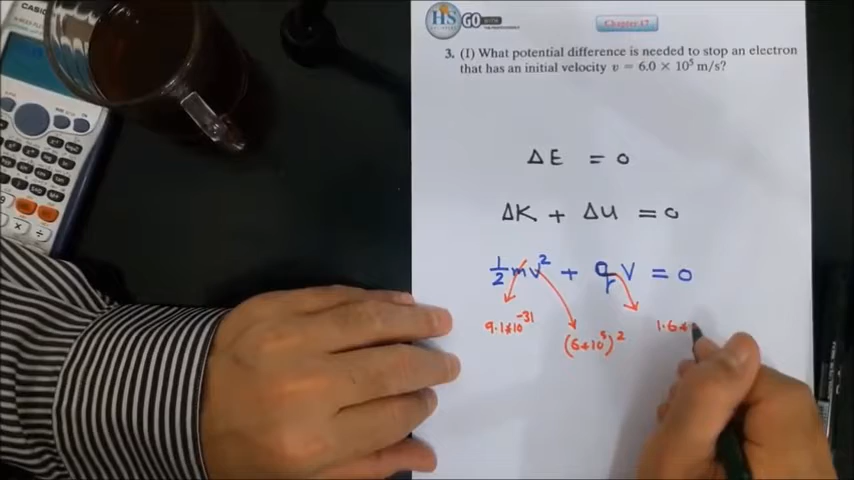 HS
GO
Chapter 17
3. (I) What potential difference is needed to stop an electron
that has an initial velocity v = 6.0 × 10⁵ m/s?
ΔE = 0
ΔK + ΔU = 0
1/2 mv² + qV = 0
9.1*10⁻³¹
(6*10⁵)²
1.6*